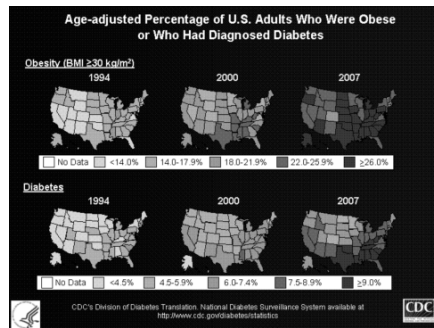 Age-adjusted Percentage of U.S. Adults Who Were Obese
or Who Had Diagnosed Diabetes
Obesity (BMI ≥30 kg/m²)
1994 2000 2007
No Data <14.0% 14.0-17.9% 18.0-21.9% 22.0-25.9% ≥26.0%
Diabetes
1994 2000 2007
No Data <4.5% 4.5-5.9% 6.0-7.4% 7.5-8.9% ≥9.0%
CDC's Division of Diabetes Translation. National Diabetes Surveillance System available at
http://www.cdc.gov/diabetes/statistics
CDC